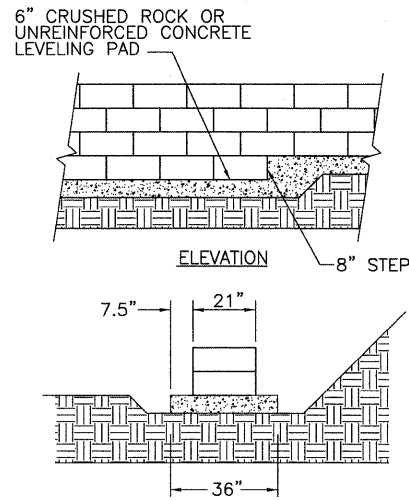 6" CRUSHED ROCK OR
UNREINFORCED CONCRETE
LEVELING PAD
ELEVATION
8" STEP
7.5"
21"
36"